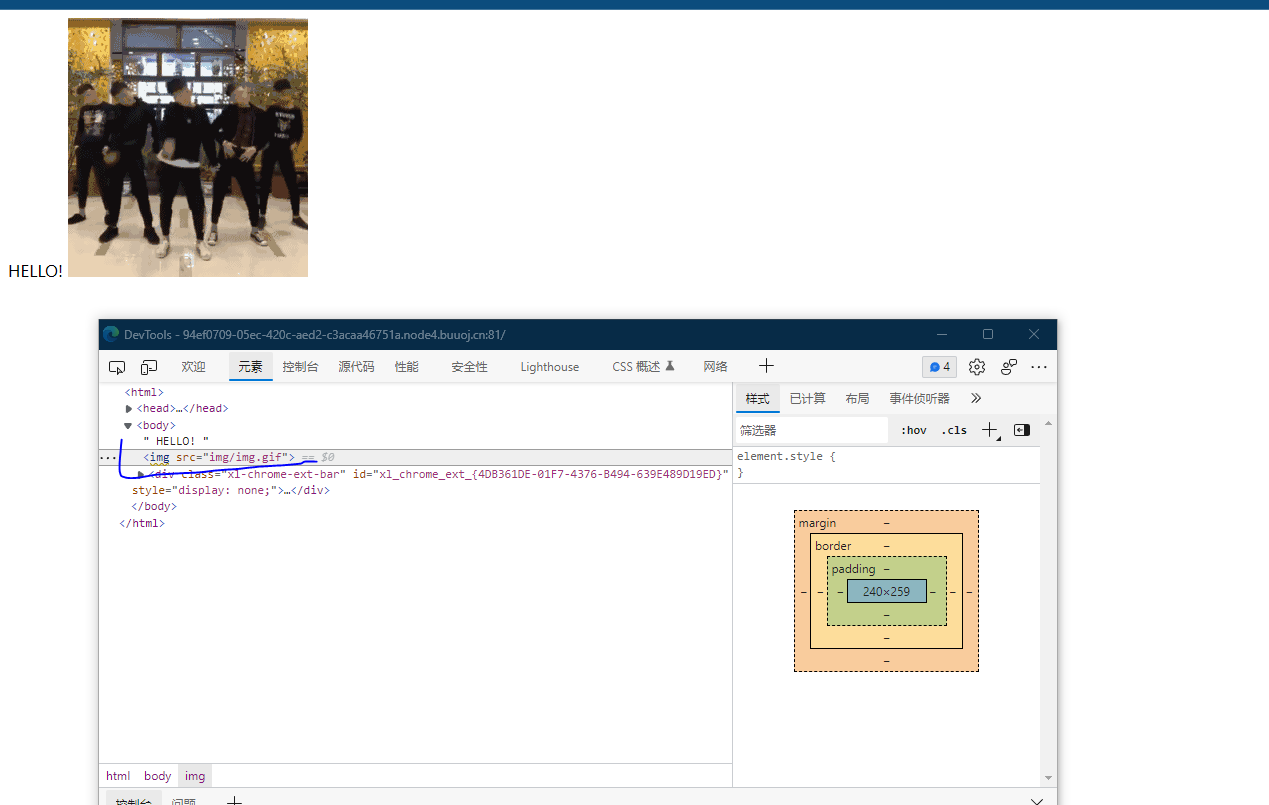 HELLO!
DevTools - 94ef0709-05ec-420c-aed2-c3acaa46751a.node4.buuoj.cn:81/
欢迎 元素 控制台 源代码 性能 安全性 Lighthouse CSS 概述 网络 4
<html>
<head>…</head>
<body>
" HELLO! "
<img src="img/img.gif"> == $0
<div class="xl-chrome-ext-bar" id="xl_chrome_ext_{4DB361DE-01F7-4376-B494-639E489D19ED}"
style="display: none;">…</div>
</body>
</html>
样式 已计算 布局 事件侦听器
筛选器 :hov .cls
element.style {
}
margin –
border –
padding –
– – – 240×259 – – –
–
–
–
html body img
控制台 问题